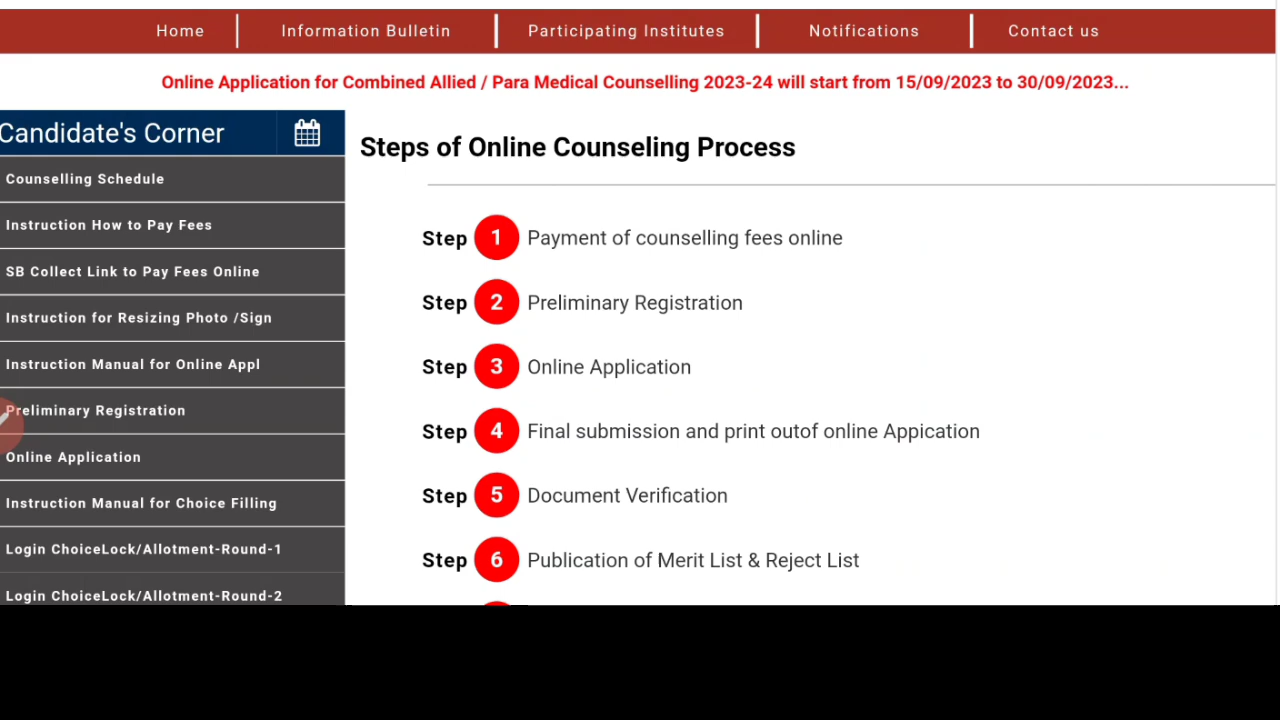 Home Information Bulletin Participating Institutes Notifications Contact us
Online Application for Combined Allied / Para Medical Counselling 2023-24 will start from 15/09/2023 to 30/09/2023...
Candidate's Corner
Counselling Schedule
Instruction How to Pay Fees
SB Collect Link to Pay Fees Online
Instruction for Resizing Photo /Sign
Instruction Manual for Online Appl
Preliminary Registration
Online Application
Instruction Manual for Choice Filling
Login ChoiceLock/Allotment-Round-1
Login ChoiceLock/Allotment-Round-2
Steps of Online Counseling Process
Step 1 Payment of counselling fees online
Step 2 Preliminary Registration
Step 3 Online Application
Step 4 Final submission and print outof online Appication
Step 5 Document Verification
Step 6 Publication of Merit List & Reject List